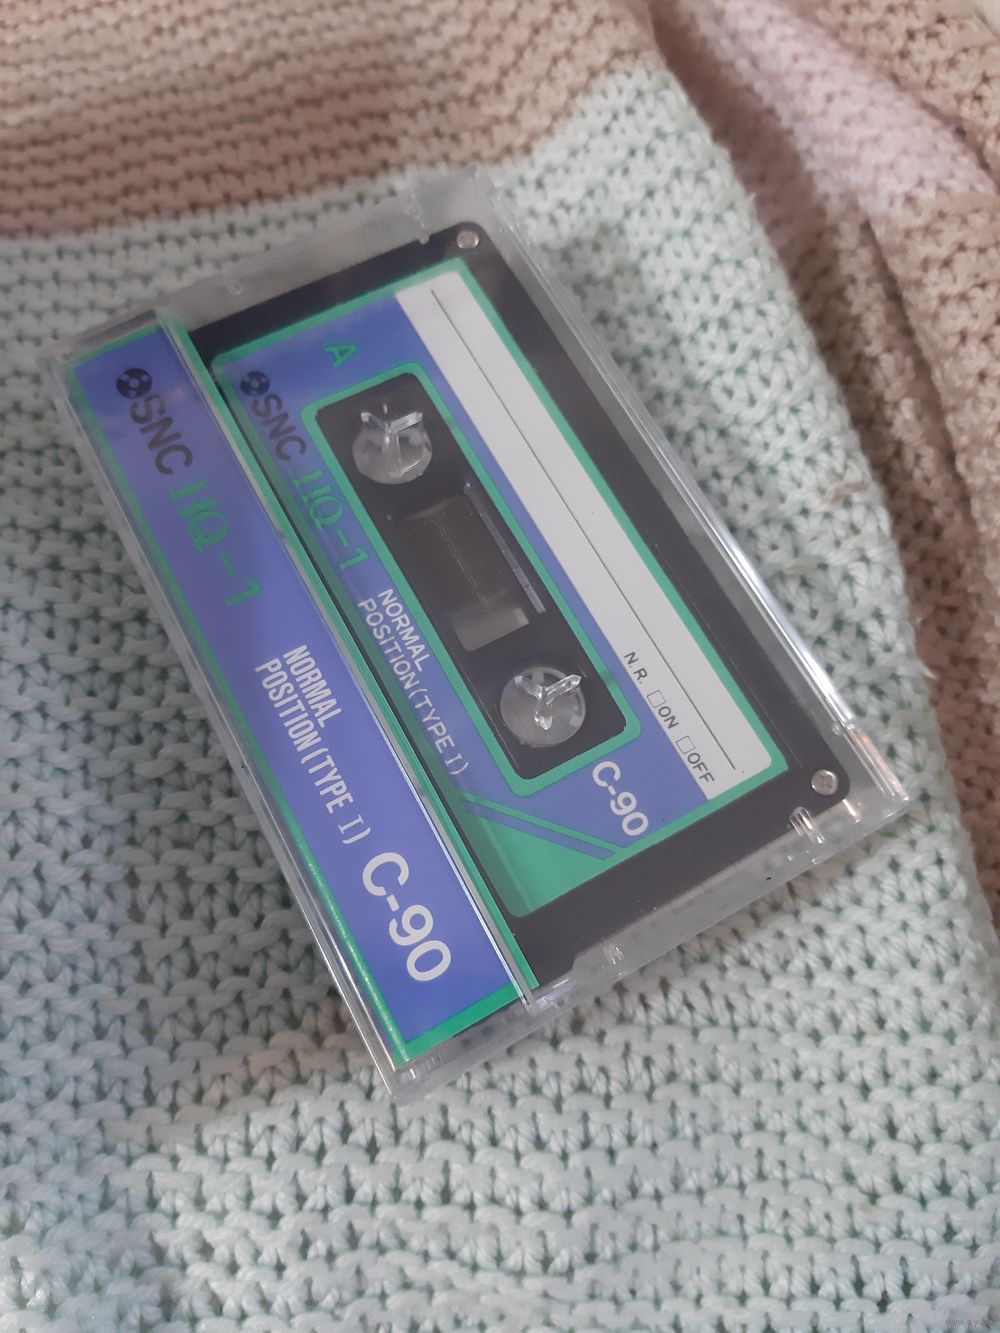 SNC HQ-1
NORMAL
POSITION(TYPE I)
C-90
A
SNC HQ-1
NORMAL
POSITION(TYPE I)
C-90
N.R. □ON □OFF